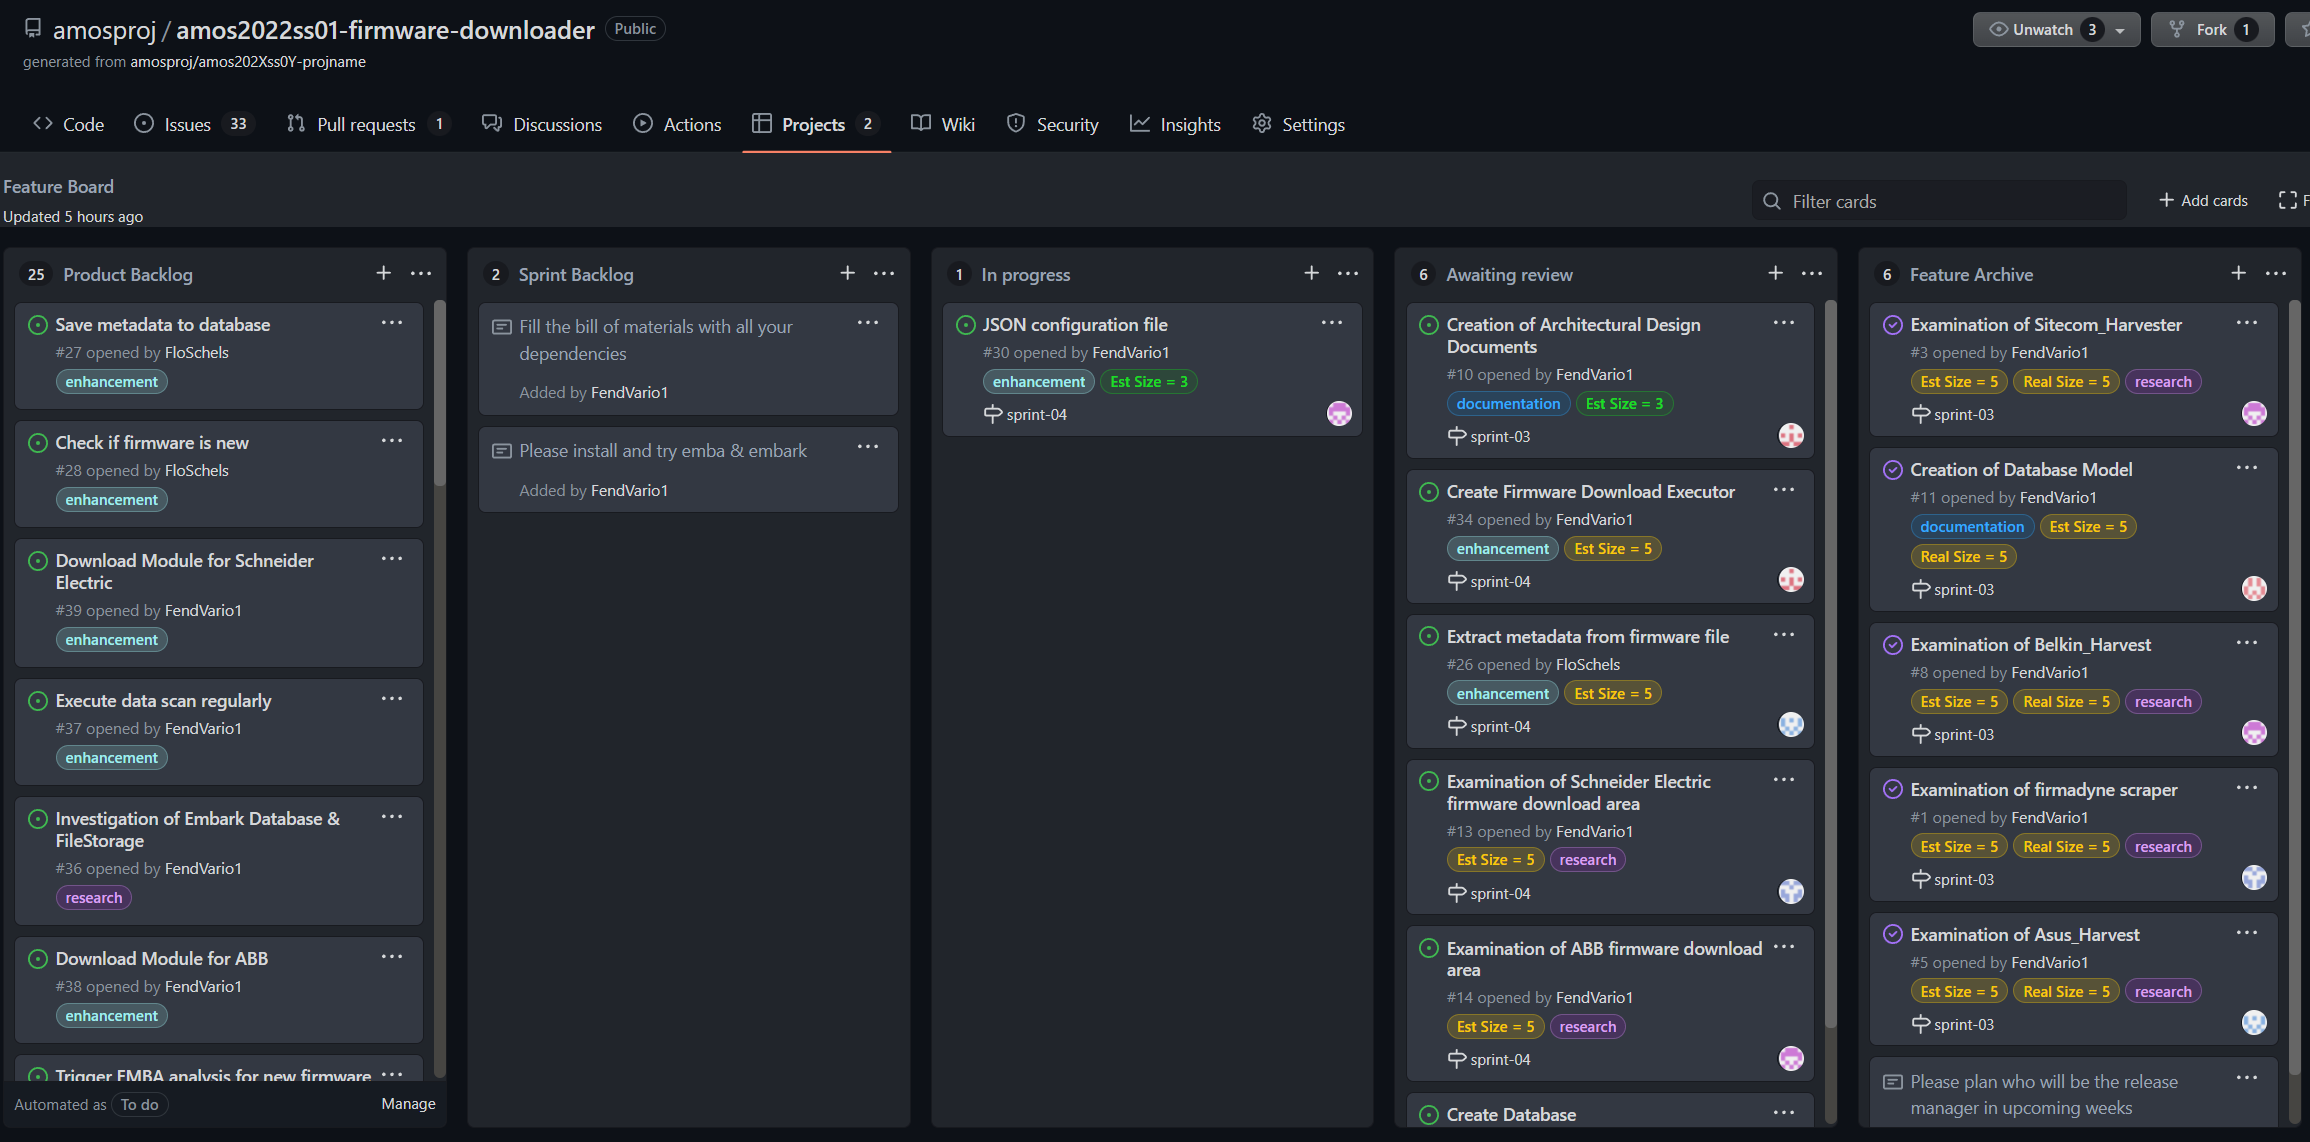 amosproj / amos2022ss01-firmware-downloader Public
generated from amosproj/amos202Xss0Y-projname
Unwatch 3
Fork 1
Code
Issues 33
Pull requests 1
Discussions
Actions
Projects 2
Wiki
Security
Insights
Settings
Feature Board
Updated 5 hours ago
Filter cards
+ Add cards
F
25 Product Backlog
Save metadata to database
#27 opened by FloSchels
enhancement
Check if firmware is new
#28 opened by FloSchels
enhancement
Download Module for Schneider
Electric
#39 opened by FendVario1
enhancement
Execute data scan regularly
#37 opened by FendVario1
enhancement
Investigation of Embark Database &
FileStorage
#36 opened by FendVario1
research
Download Module for ABB
#38 opened by FendVario1
enhancement
Trigger EMBA analysis for new firmware
Automated as To do
Manage
2 Sprint Backlog
Fill the bill of materials with all your
dependencies
Added by FendVario1
Please install and try emba & embark
Added by FendVario1
1 In progress
JSON configuration file
#30 opened by FendVario1
enhancement Est Size = 3
sprint-04
6 Awaiting review
Creation of Architectural Design
Documents
#10 opened by FendVario1
documentation Est Size = 3
sprint-03
Create Firmware Download Executor
#34 opened by FendVario1
enhancement Est Size = 5
sprint-04
Extract metadata from firmware file
#26 opened by FloSchels
enhancement Est Size = 5
sprint-04
Examination of Schneider Electric
firmware download area
#13 opened by FendVario1
Est Size = 5 research
sprint-04
Examination of ABB firmware download
area
#14 opened by FendVario1
Est Size = 5 research
sprint-04
Create Database
6 Feature Archive
Examination of Sitecom_Harvester
#3 opened by FendVario1
Est Size = 5 Real Size = 5 research
sprint-03
Creation of Database Model
#11 opened by FendVario1
documentation Est Size = 5
Real Size = 5
sprint-03
Examination of Belkin_Harvest
#8 opened by FendVario1
Est Size = 5 Real Size = 5 research
sprint-03
Examination of firmadyne scraper
#1 opened by FendVario1
Est Size = 5 Real Size = 5 research
sprint-03
Examination of Asus_Harvest
#5 opened by FendVario1
Est Size = 5 Real Size = 5 research
sprint-03
Please plan who will be the release
manager in upcoming weeks